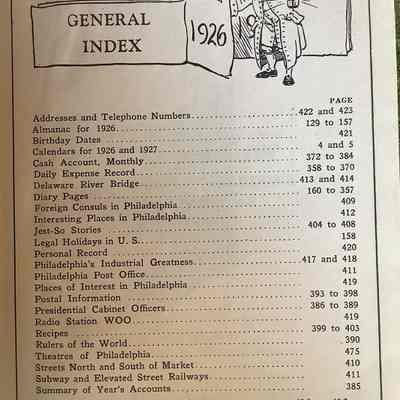 GENERAL
INDEX
1926
PAGE
Addresses and Telephone Numbers........................422 and 423
Almanac for 1926........................129 to 157
Birthday Dates........................421
Calendars for 1926 and 1927........................4 and 5
Cash Account, Monthly........................372 to 384
Daily Expense Record........................358 to 370
Delaware River Bridge........................413 and 414
Diary Pages........................160 to 357
Foreign Consuls in Philadelphia........................409
Interesting Places in Philadelphia........................412
Jest-So Stories........................404 to 408
Legal Holidays in U. S.........................158
Personal Record........................420
Philadelphia's Industrial Greatness........................417 and 418
Philadelphia Post Office........................411
Places of Interest in Philadelphia........................419
Postal Information........................393 to 398
Presidential Cabinet Officers........................386 to 389
Radio Station WOO........................
Recipes........................399 to 403
Rulers of the World........................390
Theatres of Philadelphia........................475
Streets North and South of Market........................410
Subway and Elevated Street Railways........................411
Summary of Year's Accounts........................385